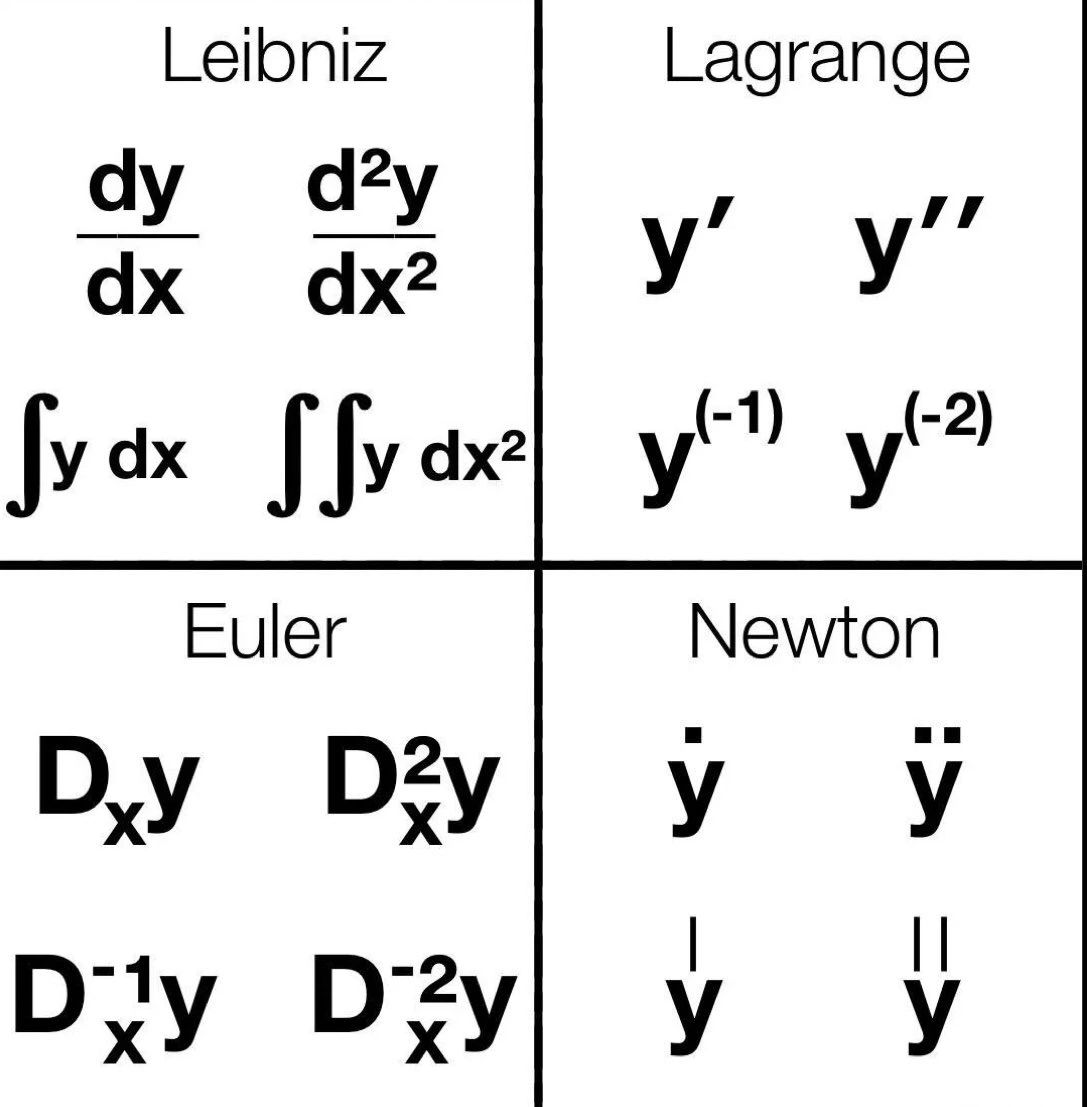 Leibniz
dy/dx d²y/dx²
∫y dx ∫∫y dx²
Lagrange
y′ y′′
y⁽⁻¹⁾ y⁽⁻²⁾
Euler
Dₓy Dₓ²y
Dₓ⁻¹y Dₓ⁻²y
Newton
ẏ ÿ
y̍ y̎